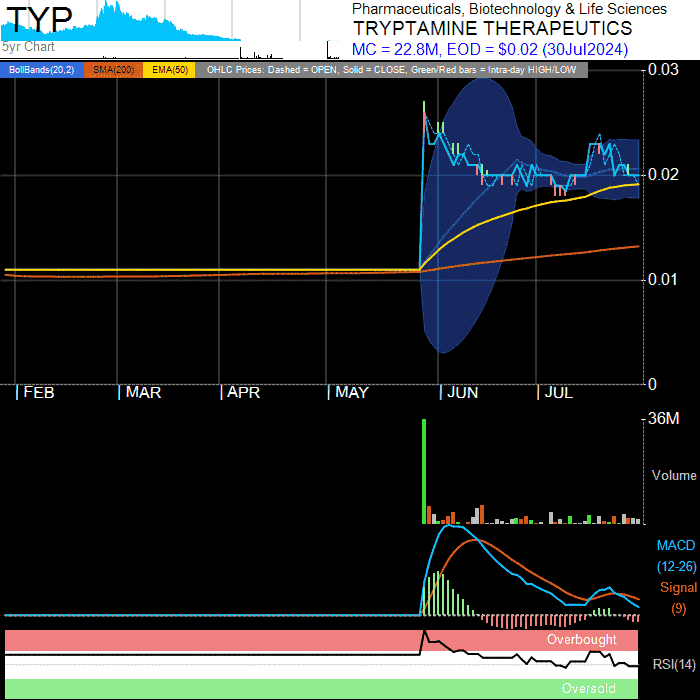 TYP
5yr Chart
Pharmaceuticals, Biotechnology & Life Sciences
TRYPTAMINE THERAPEUTICS
MC = 22.8M, EOD = $0.02 (30Jul2024)
BollBands(20,2) SMA(200) EMA(50) OHLC Prices: Dashed = OPEN, Solid = CLOSE, Green/Red bars = Intra-day HIGH/LOW
0.03
0.02
0.01
0
FEB MAR APR MAY JUN JUL
36M
Volume
MACD
(12-26)
Signal
(9)
Overbought
RSI(14)
Oversold